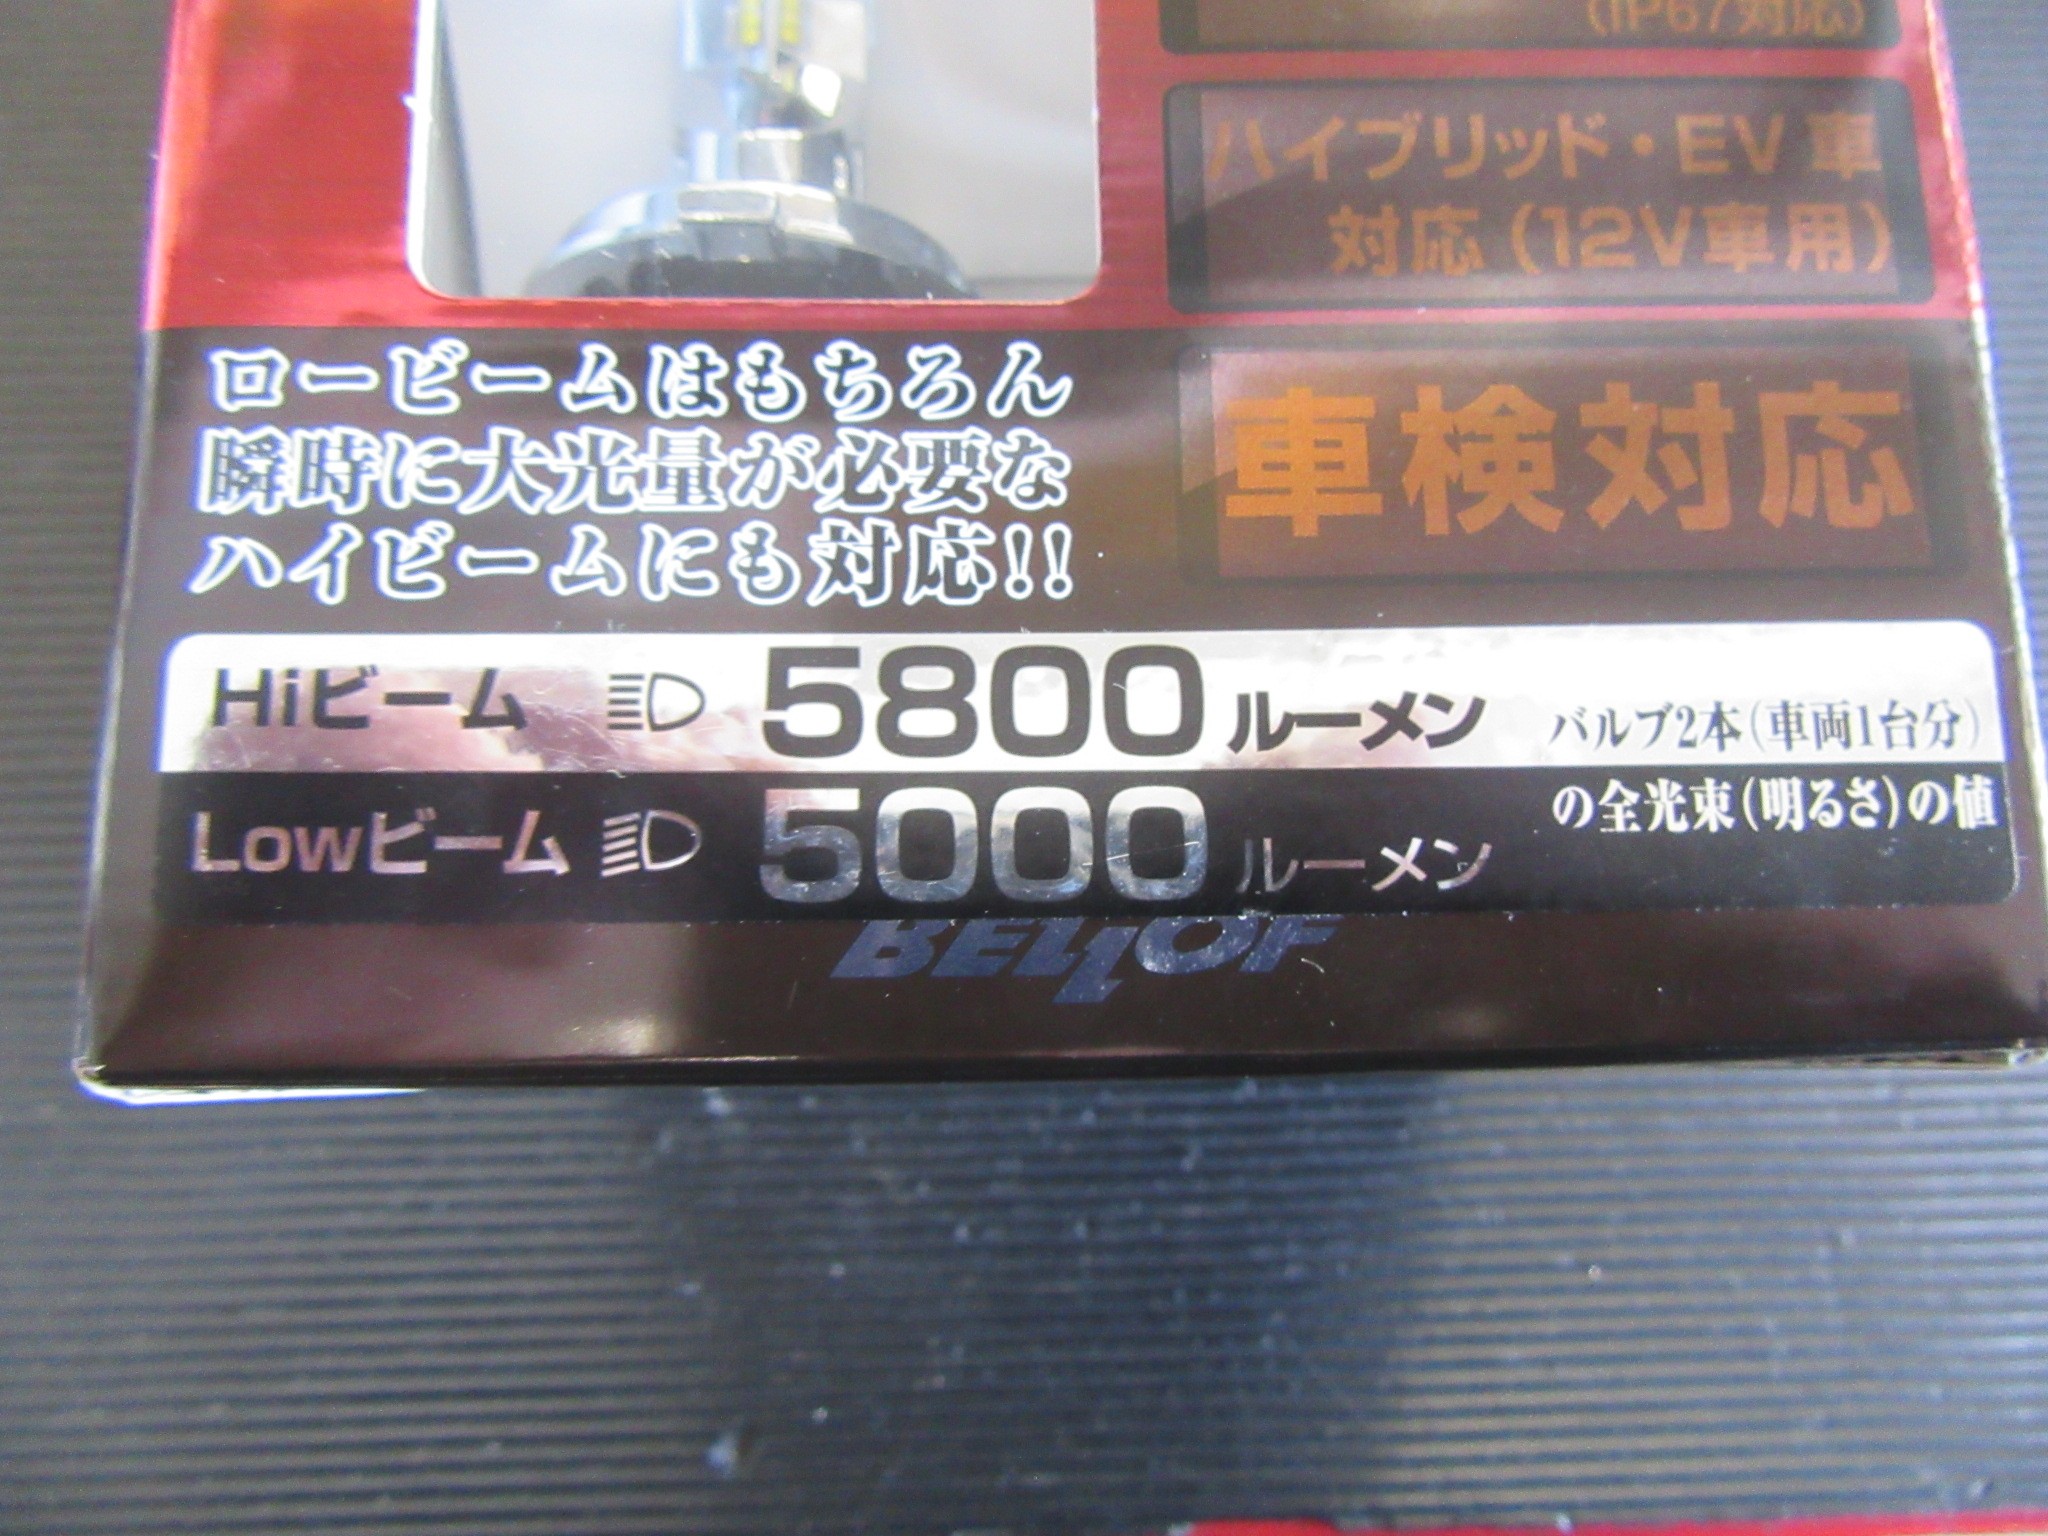 (IP67対応)
ハイブリッド・EV車
対応(12V車用)
車検対応
ロービームはもちろん
瞬時に大光量が必要な
ハイビームにも対応!!
Hiビーム 5800ルーメン
Lowビーム 5000ルーメン
バルブ2本(車両1台分)
の全光束(明るさ)の値
BELLOF